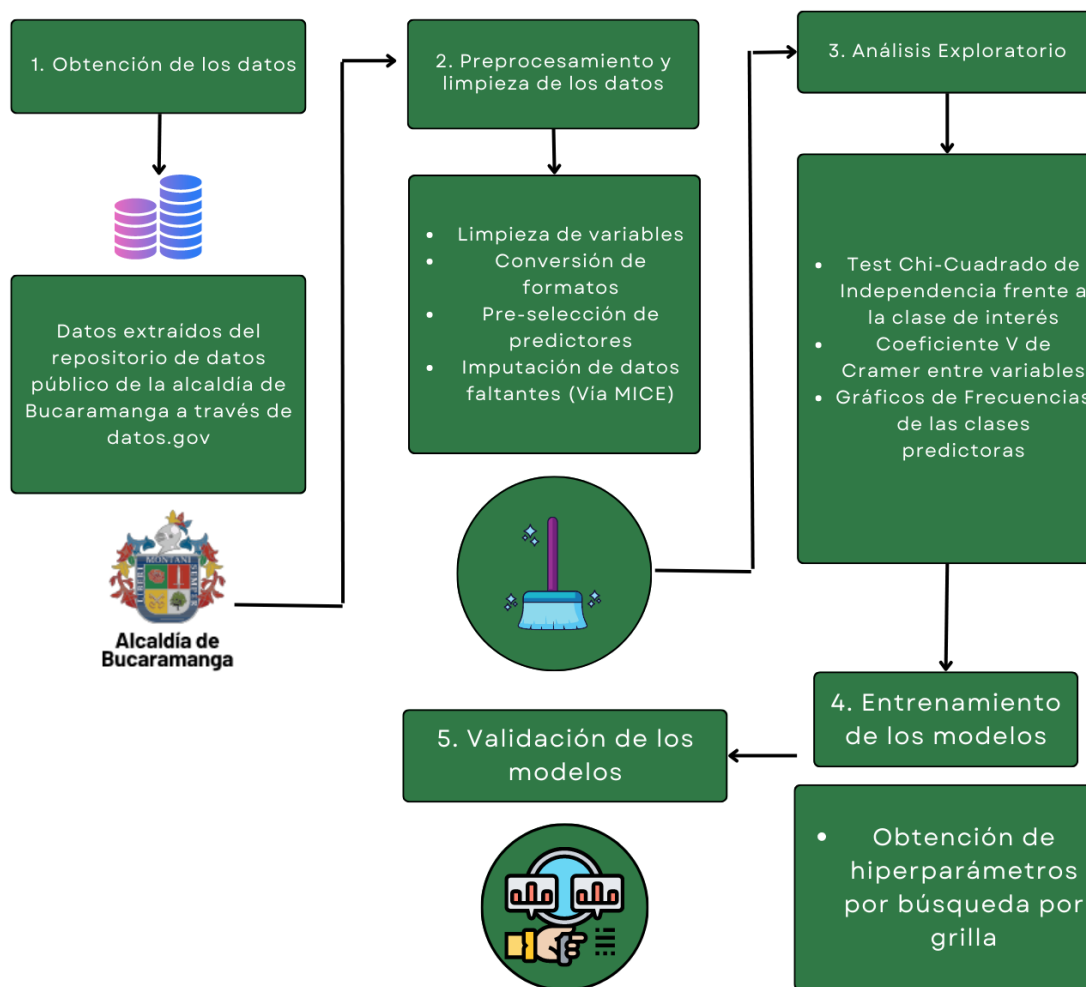 1. Obtención de los datos
Datos extraídos del
repositorio de datos
público de la alcaldía de
Bucaramanga a través de
datos.gov
MONTANI
Alcaldía de
Bucaramanga
2. Preprocesamiento y
limpieza de los datos
• Limpieza de variables
• Conversión de
formatos
• Pre-selección de
predictores
• Imputación de datos
faltantes (Vía MICE)
3. Análisis Exploratorio
• Test Chi-Cuadrado de
Independencia frente a
la clase de interés
• Coeficiente V de
Cramer entre variables
• Gráficos de Frecuencias
de las clases
predictoras
4. Entrenamiento
de los modelos
• Obtención de
hiperparámetros
por búsqueda por
grilla
5. Validación de los
modelos